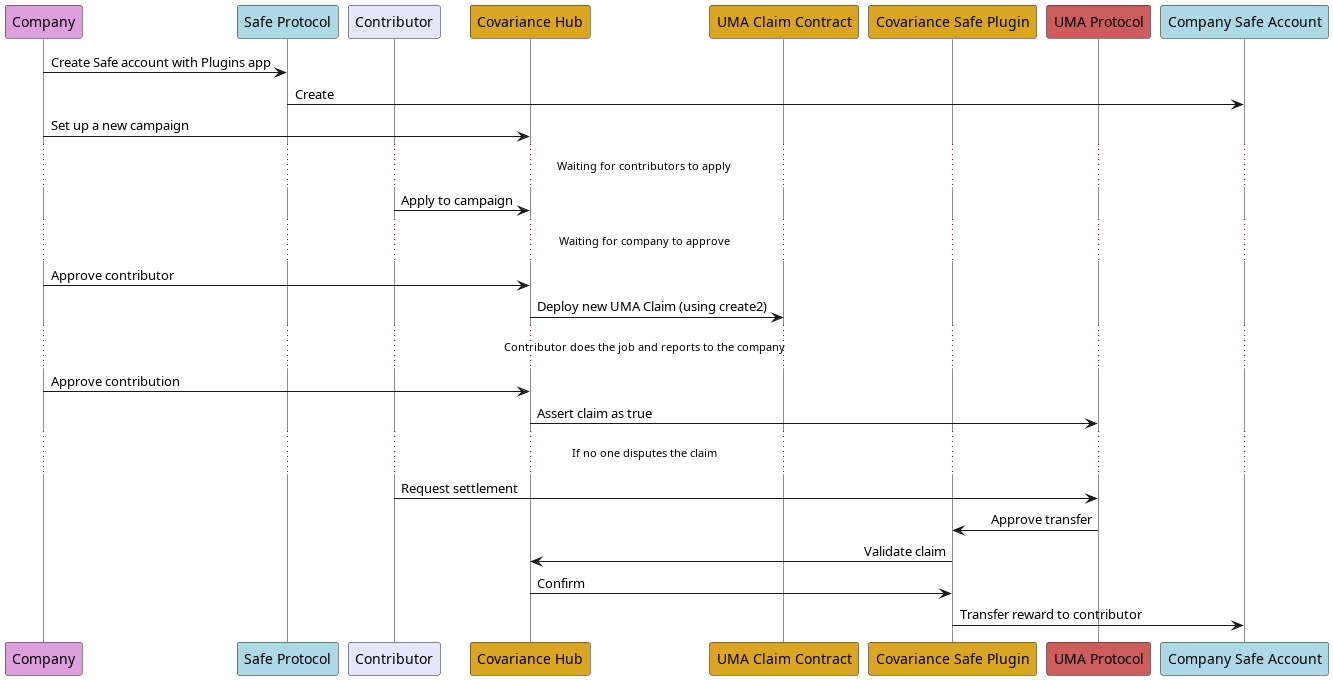 Company
Safe Protocol
Contributor
Covariance Hub
UMA Claim Contract
Covariance Safe Plugin
UMA Protocol
Company Safe Account
Create Safe account with Plugins app
Create
Set up a new campaign
Waiting for contributors to apply
Apply to campaign
Waiting for company to approve
Approve contributor
Deploy new UMA Claim (using create2)
Contributor does the job and reports to the company
Approve contribution
Assert claim as true
If no one disputes the claim
Request settlement
Approve transfer
Validate claim
Confirm
Transfer reward to contributor
Company
Safe Protocol
Contributor
Covariance Hub
UMA Claim Contract
Covariance Safe Plugin
UMA Protocol
Company Safe Account